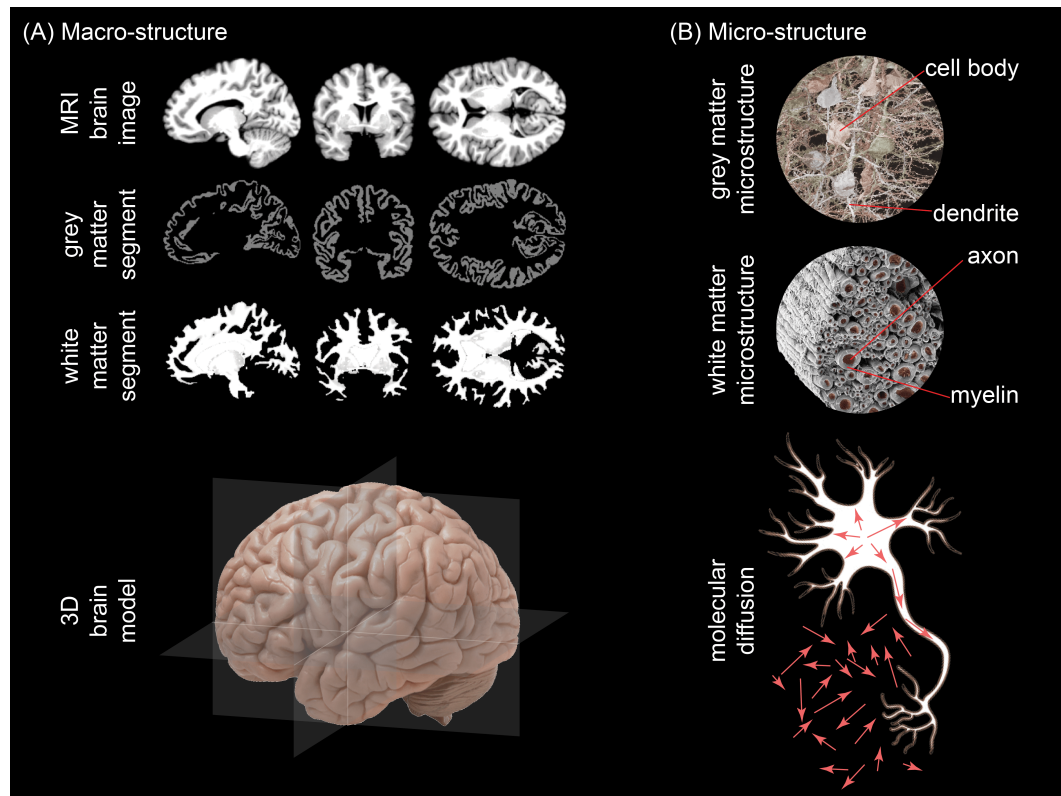 (A) Macro-structure
MRI
brain
image
grey
matter
segment
white
matter
segment
3D
brain
model
(B) Micro-structure
grey matter
microstructure
cell body
dendrite
white matter
microstructure
axon
myelin
molecular
diffusion